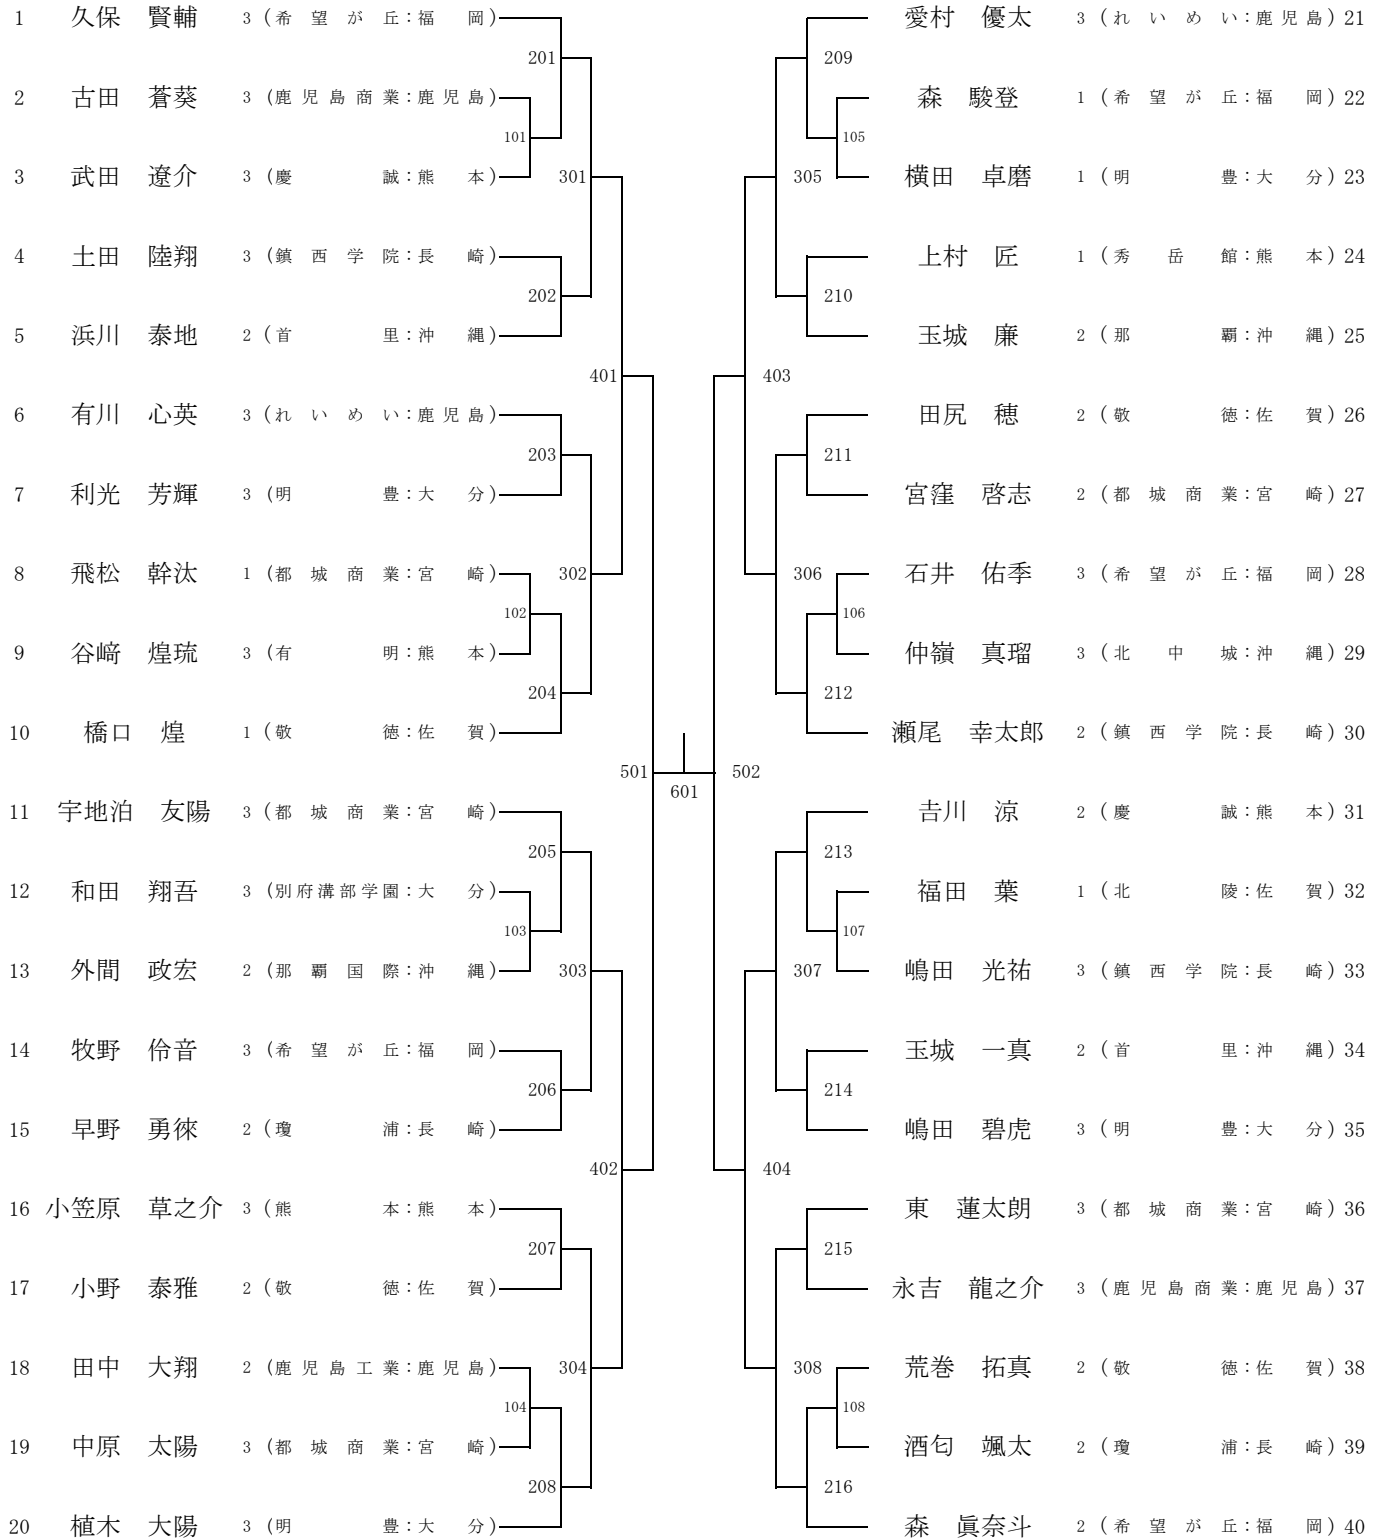 1 久保　賢輔 3 (希望が丘:福岡)
201
2 古田　蒼葵 3 (鹿児島商業:鹿児島)
101
3 武田　遼介 3 (慶誠:熊本)
301
4 土田　陸翔 3 (鎮西学院:長崎)
202
5 浜川　泰地 2 (首里:沖縄)
401
6 有川　心英 3 (れいめい:鹿児島)
203
7 利光　芳輝 3 (明豊:大分)
8 飛松　幹汰 1 (都城商業:宮崎)
302
102
9 谷﨑　煌琉 3 (有明:熊本)
204
10 橋口　煌 1 (敬徳:佐賀)
501
11 宇地泊　友陽 3 (都城商業:宮崎)
205
12 和田　翔吾 3 (別府溝部学園:大分)
103
13 外間　政宏 2 (那覇国際:沖縄)
303
14 牧野　伶音 3 (希望が丘:福岡)
206
15 早野　勇徠 2 (瓊浦:長崎)
402
16 小笠原　草之介 3 (熊本:熊本)
207
17 小野　泰雅 2 (敬徳:佐賀)
18 田中　大翔 2 (鹿児島工業:鹿児島)
304
104
19 中原　太陽 3 (都城商業:宮崎)
208
20 植木　大陽 3 (明豊:大分)
601
愛村　優太 3 (れいめい:鹿児島) 21
209
森　駿登 1 (希望が丘:福岡) 22
105
横田　卓磨 1 (明豊:大分) 23
305
上村　匠 1 (秀岳館:熊本) 24
210
玉城　廉 2 (那覇:沖縄) 25
403
田尻　穂 2 (敬徳:佐賀) 26
211
宮窪　啓志 2 (都城商業:宮崎) 27
石井　佑季 3 (希望が丘:福岡) 28
306
106
仲嶺　真瑠 3 (北中城:沖縄) 29
212
瀬尾　幸太郎 2 (鎮西学院:長崎) 30
502
𠮷川　涼 2 (慶誠:熊本) 31
213
福田　葉 1 (北陵:佐賀) 32
107
嶋田　光祐 3 (鎮西学院:長崎) 33
307
玉城　一真 2 (首里:沖縄) 34
214
嶋田　碧虎 3 (明豊:大分) 35
404
東　蓮太朗 3 (都城商業:宮崎) 36
215
永吉　龍之介 3 (鹿児島商業:鹿児島) 37
荒巻　拓真 2 (敬徳:佐賀) 38
308
108
酒匂　颯太 2 (瓊浦:長崎) 39
216
森　眞奈斗 2 (希望が丘:福岡) 40